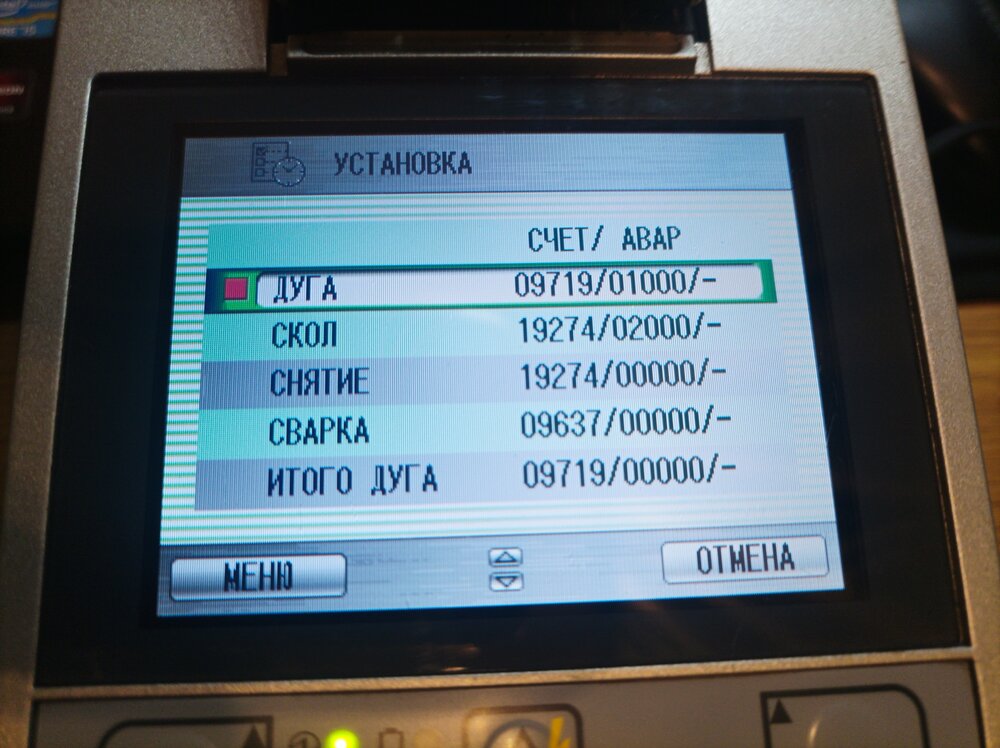 УСТАНОВКА
СЧЕТ/ АВАР
ДУГА 09719/01000/-
СКОЛ 19274/02000/-
СНЯТИЕ 19274/00000/-
СВАРКА 09637/00000/-
ИТОГО ДУГА 09719/00000/-
МЕНЮ ОТМЕНА